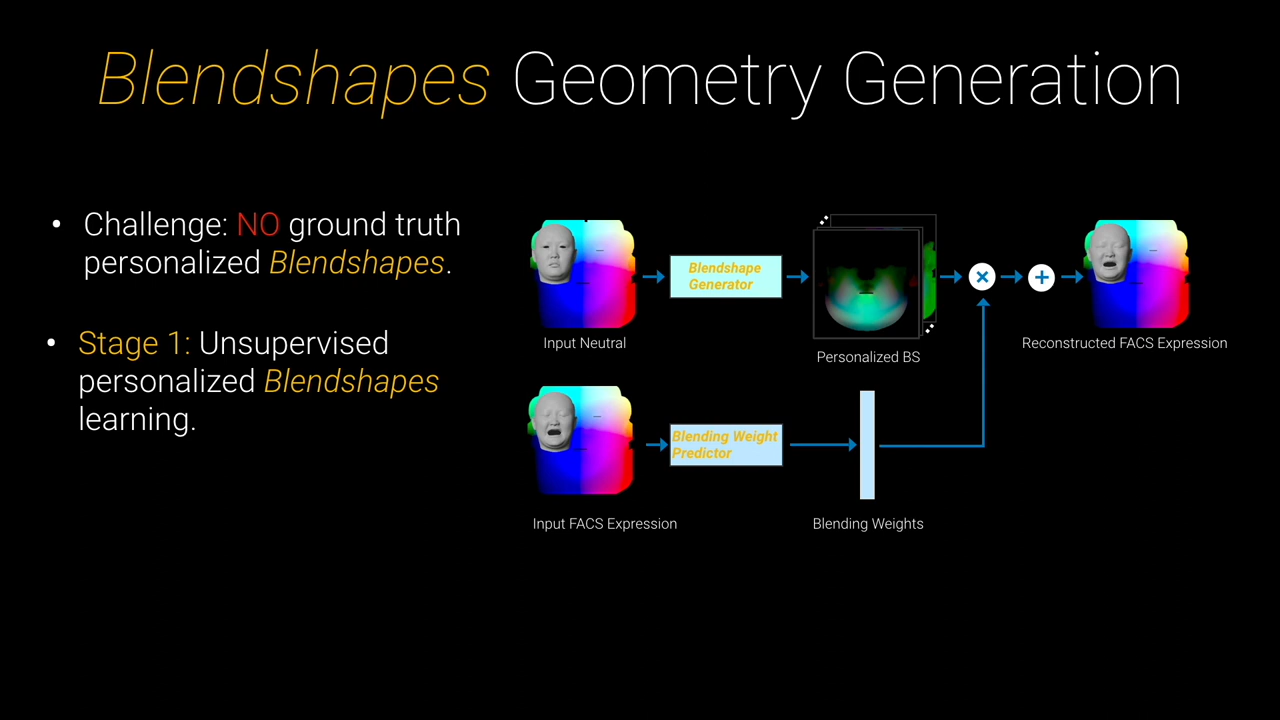 Blendshapes Geometry Generation
• Challenge: NO ground truth
personalized Blendshapes.
• Stage 1: Unsupervised
personalized Blendshapes
learning.
Blendshape
Generator
Input Neutral
Personalized BS
×
+
Reconstructed FACS Expression
Blending Weight
Predictor
Input FACS Expression
Blending Weights